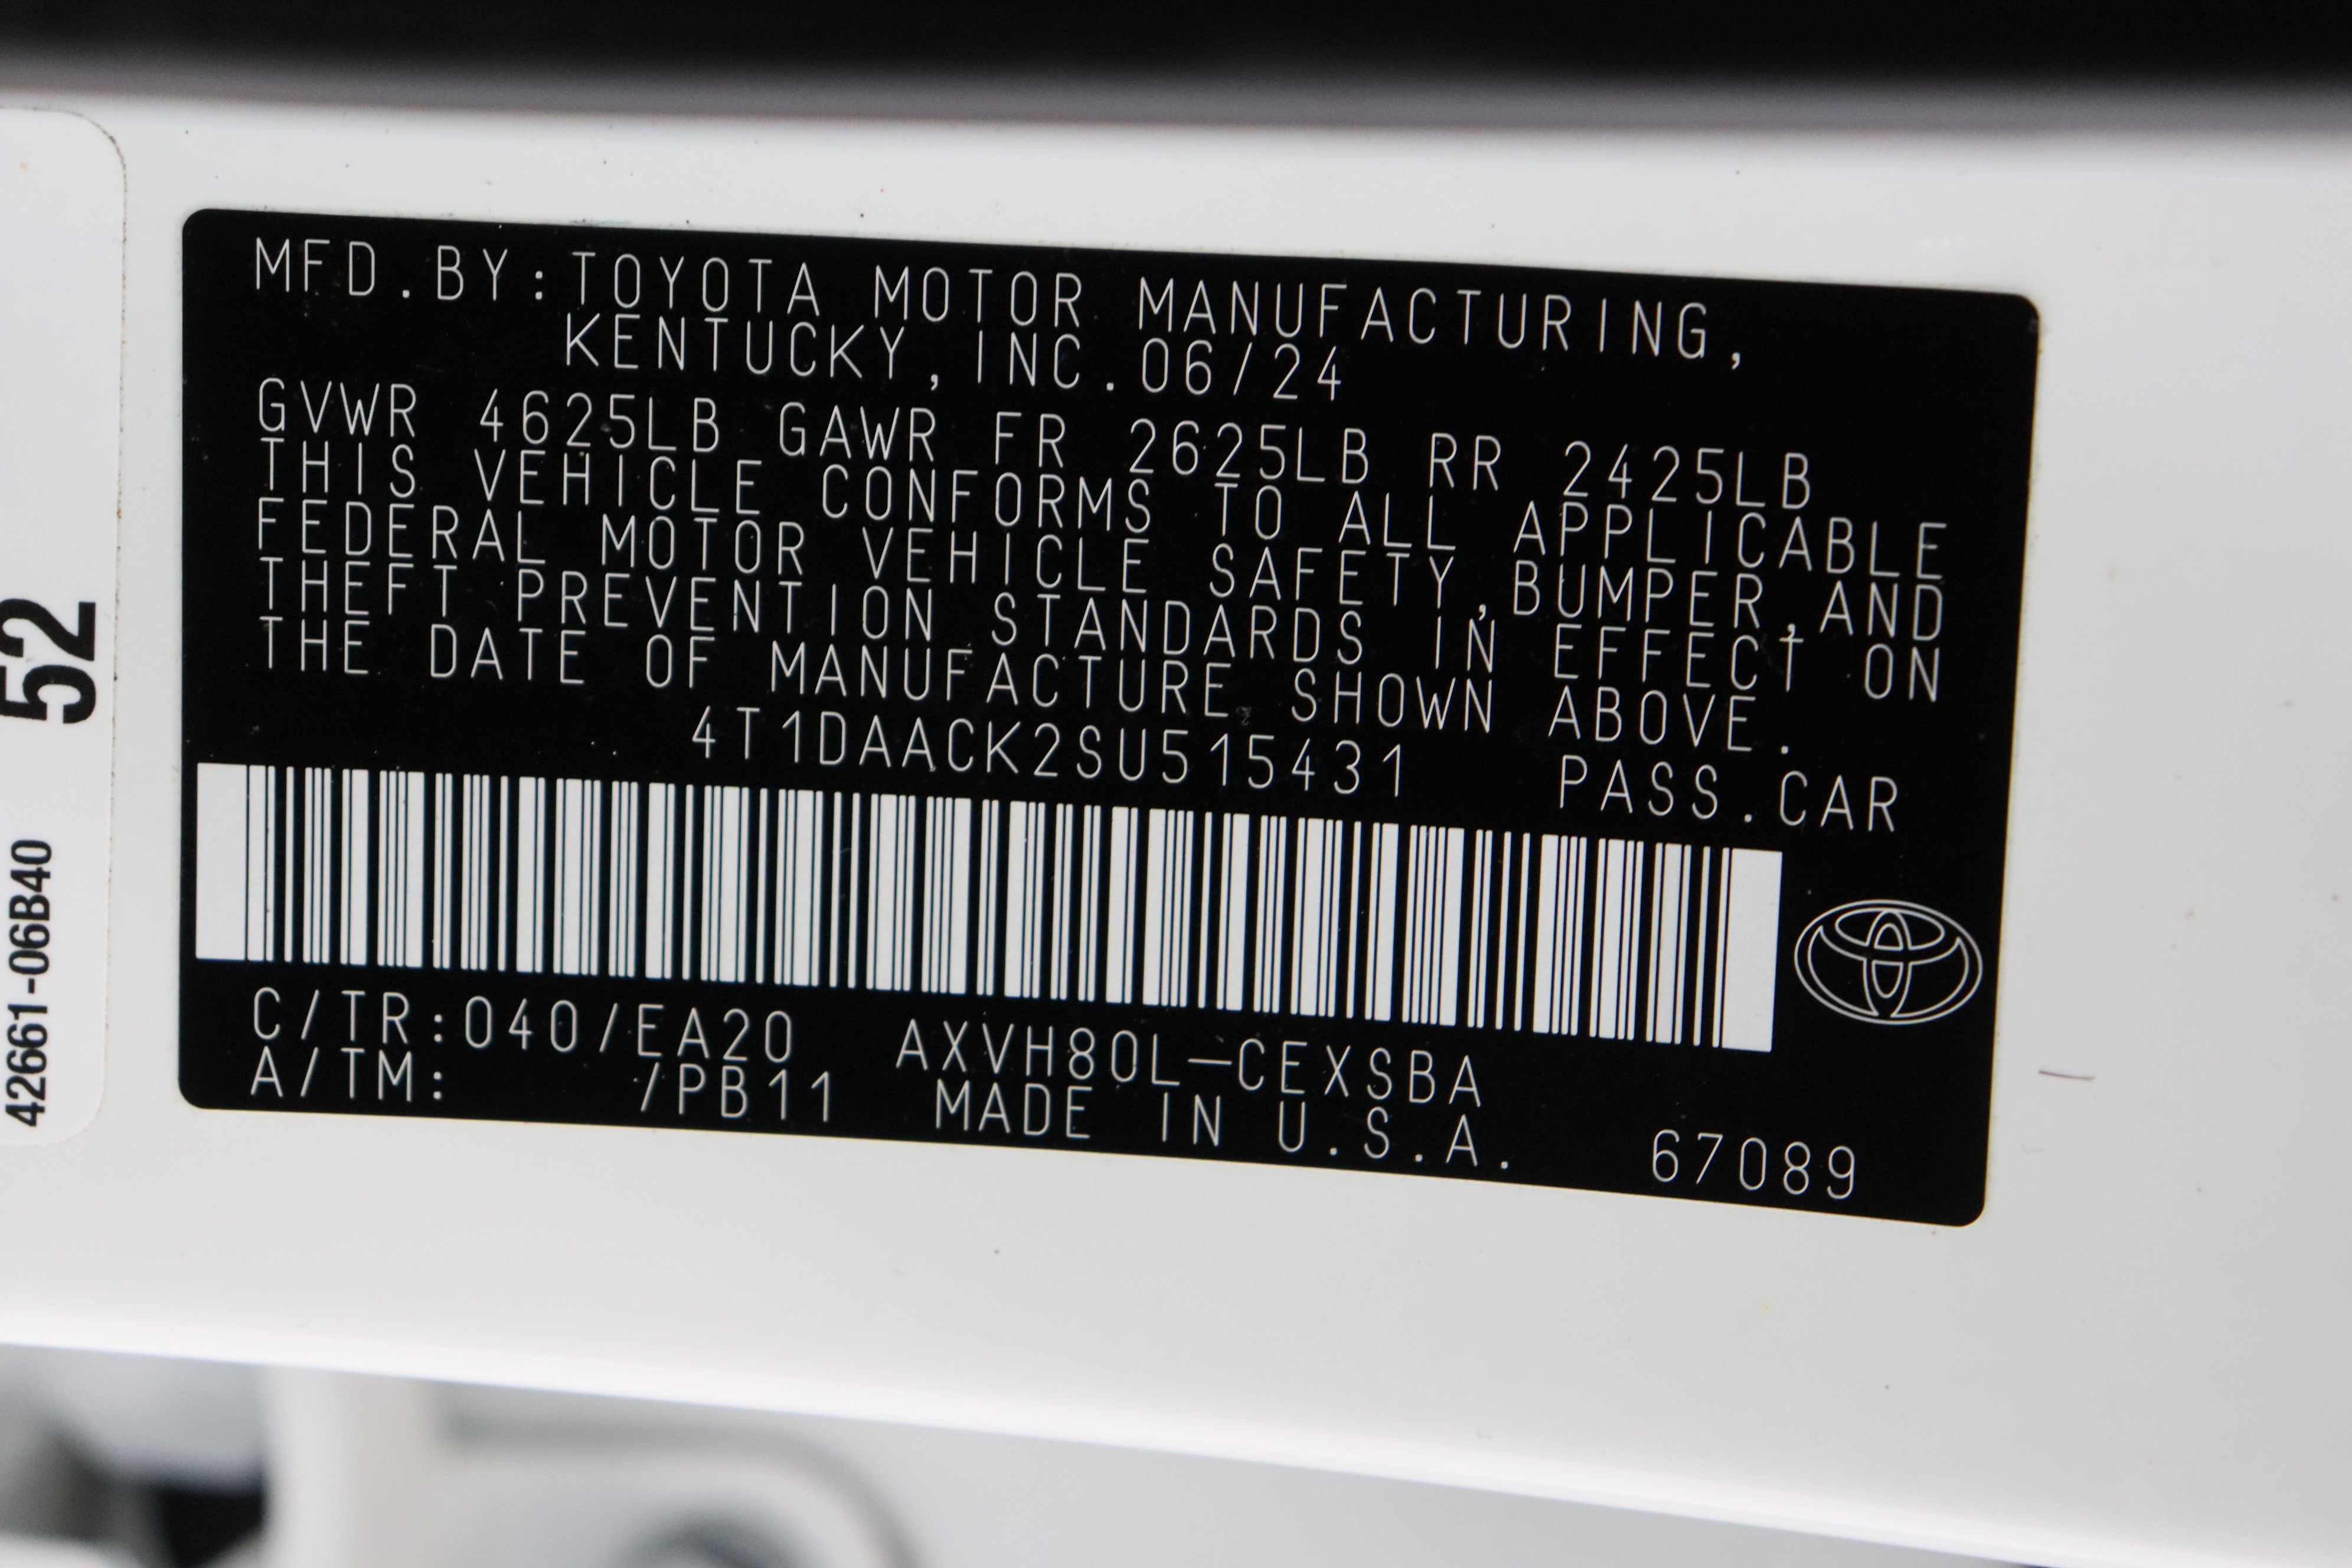 MFD.BY:TOYOTA MOTOR MANUFACTURING,
KENTUCKY, INC.06/24
GVWR 4625LB GAWR FR 2625LB RR 2425LB
THIS VEHICLE CONFORMS TO ALL APPLICABLE
FEDERAL MOTOR VEHICLE SAFETY,BUMPER,AND
THEFT PREVENTION STANDARDS IN EFFECT ON
THE DATE OF MANUFACTURE SHOWN ABOVE.
4T1DAACK2SU515431 PASS.CAR
C/TR:040/EA20 AXVH80L-CEXSBA
A/TM: /PB11 MADE IN U.S.A. 67089
52
42661-06B40